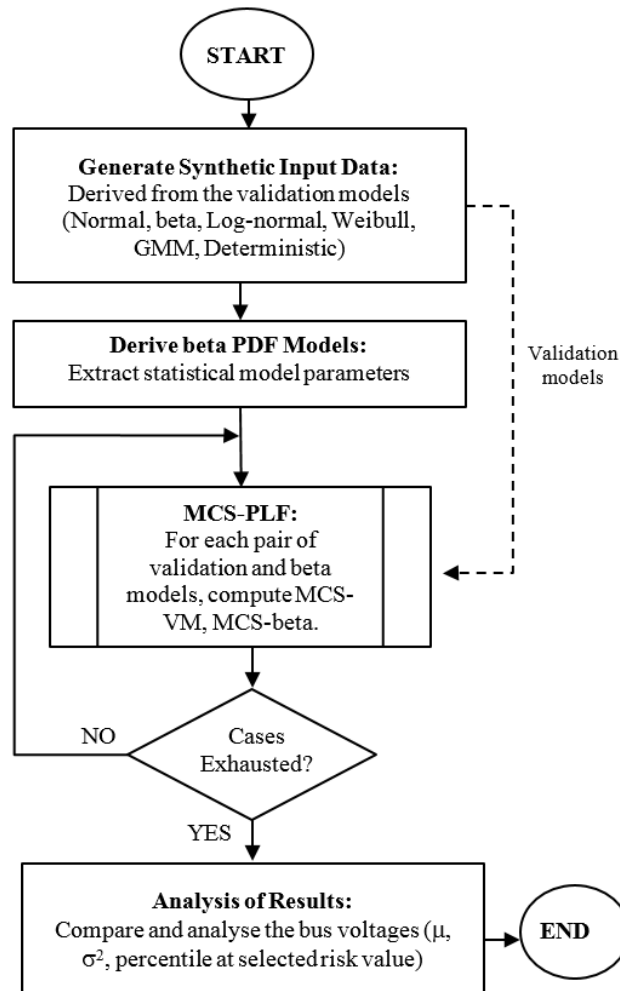 START
Generate Synthetic Input Data:
Derived from the validation models
(Normal, beta, Log-normal, Weibull,
GMM, Deterministic)
Derive beta PDF Models:
Extract statistical model parameters
Validation
models
MCS-PLF:
For each pair of
validation and beta
models, compute MCS-
VM, MCS-beta.
NO
Cases
Exhausted?
YES
Analysis of Results:
Compare and analyse the bus voltages (μ,
σ², percentile at selected risk value)
END